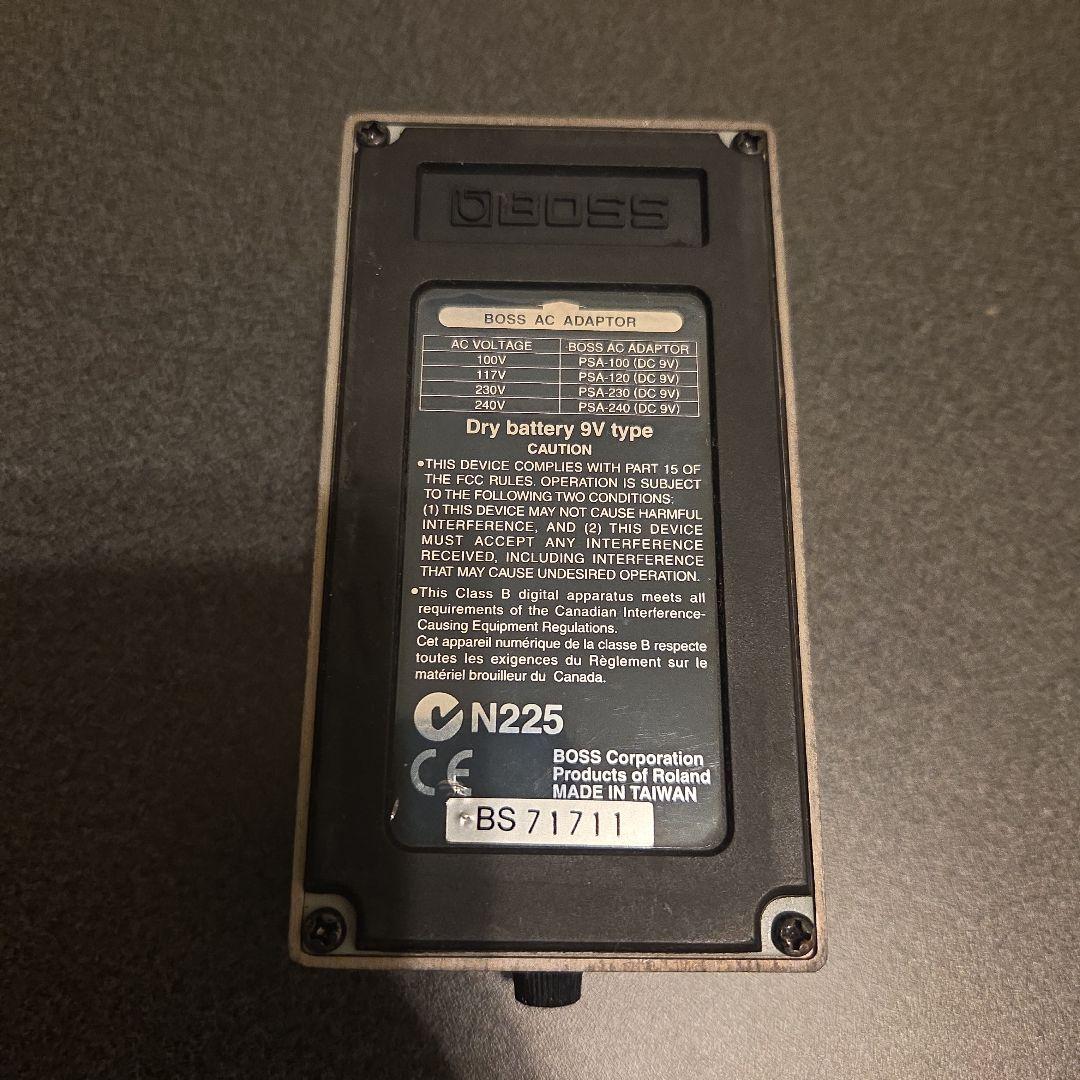 BOSS
BOSS AC ADAPTOR
AC VOLTAGE BOSS AC ADAPTOR
100V PSA-100 (DC 9V)
117V PSA-120 (DC 9V)
230V PSA-230 (DC 9V)
240V PSA-240 (DC 9V)
Dry battery 9V type
CAUTION
•THIS DEVICE COMPLIES WITH PART 15 OF
THE FCC RULES. OPERATION IS SUBJECT
TO THE FOLLOWING TWO CONDITIONS:
(1) THIS DEVICE MAY NOT CAUSE HARMFUL
INTERFERENCE, AND (2) THIS DEVICE
MUST ACCEPT ANY INTERFERENCE
RECEIVED, INCLUDING INTERFERENCE
THAT MAY CAUSE UNDESIRED OPERATION.
•This Class B digital apparatus meets all
requirements of the Canadian Interference-
Causing Equipment Regulations.
Cet appareil numérique de la classe B respecte
toutes les exigences du Règlement sur le
matériel brouilleur du Canada.
N225
CE
BOSS Corporation
Products of Roland
MADE IN TAIWAN
BS 71711